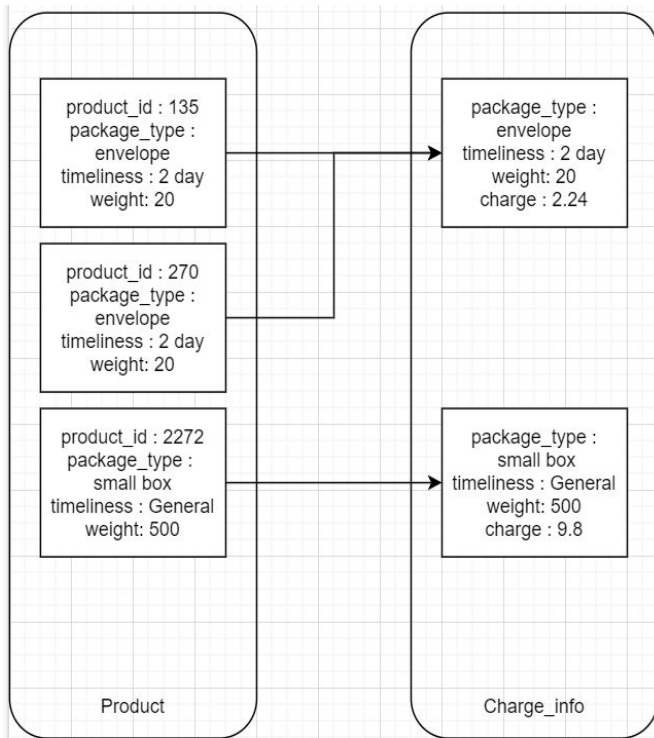 product_id : 135
package_type :
envelope
timeliness : 2 day
weight: 20
product_id : 270
package_type :
envelope
timeliness : 2 day
weight: 20
product_id : 2272
package_type :
small box
timeliness : General
weight: 500
Product
package_type :
envelope
timeliness : 2 day
weight: 20
charge : 2.24
package_type :
small box
timeliness : General
weight: 500
charge : 9.8
Charge_info